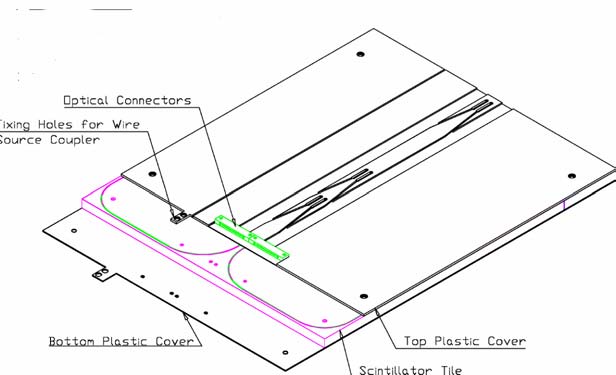 Optical Connectors
Fixing Holes for Wire
Source Coupler
Bottom Plastic Cover
Top Plastic Cover
Scintillator Tile